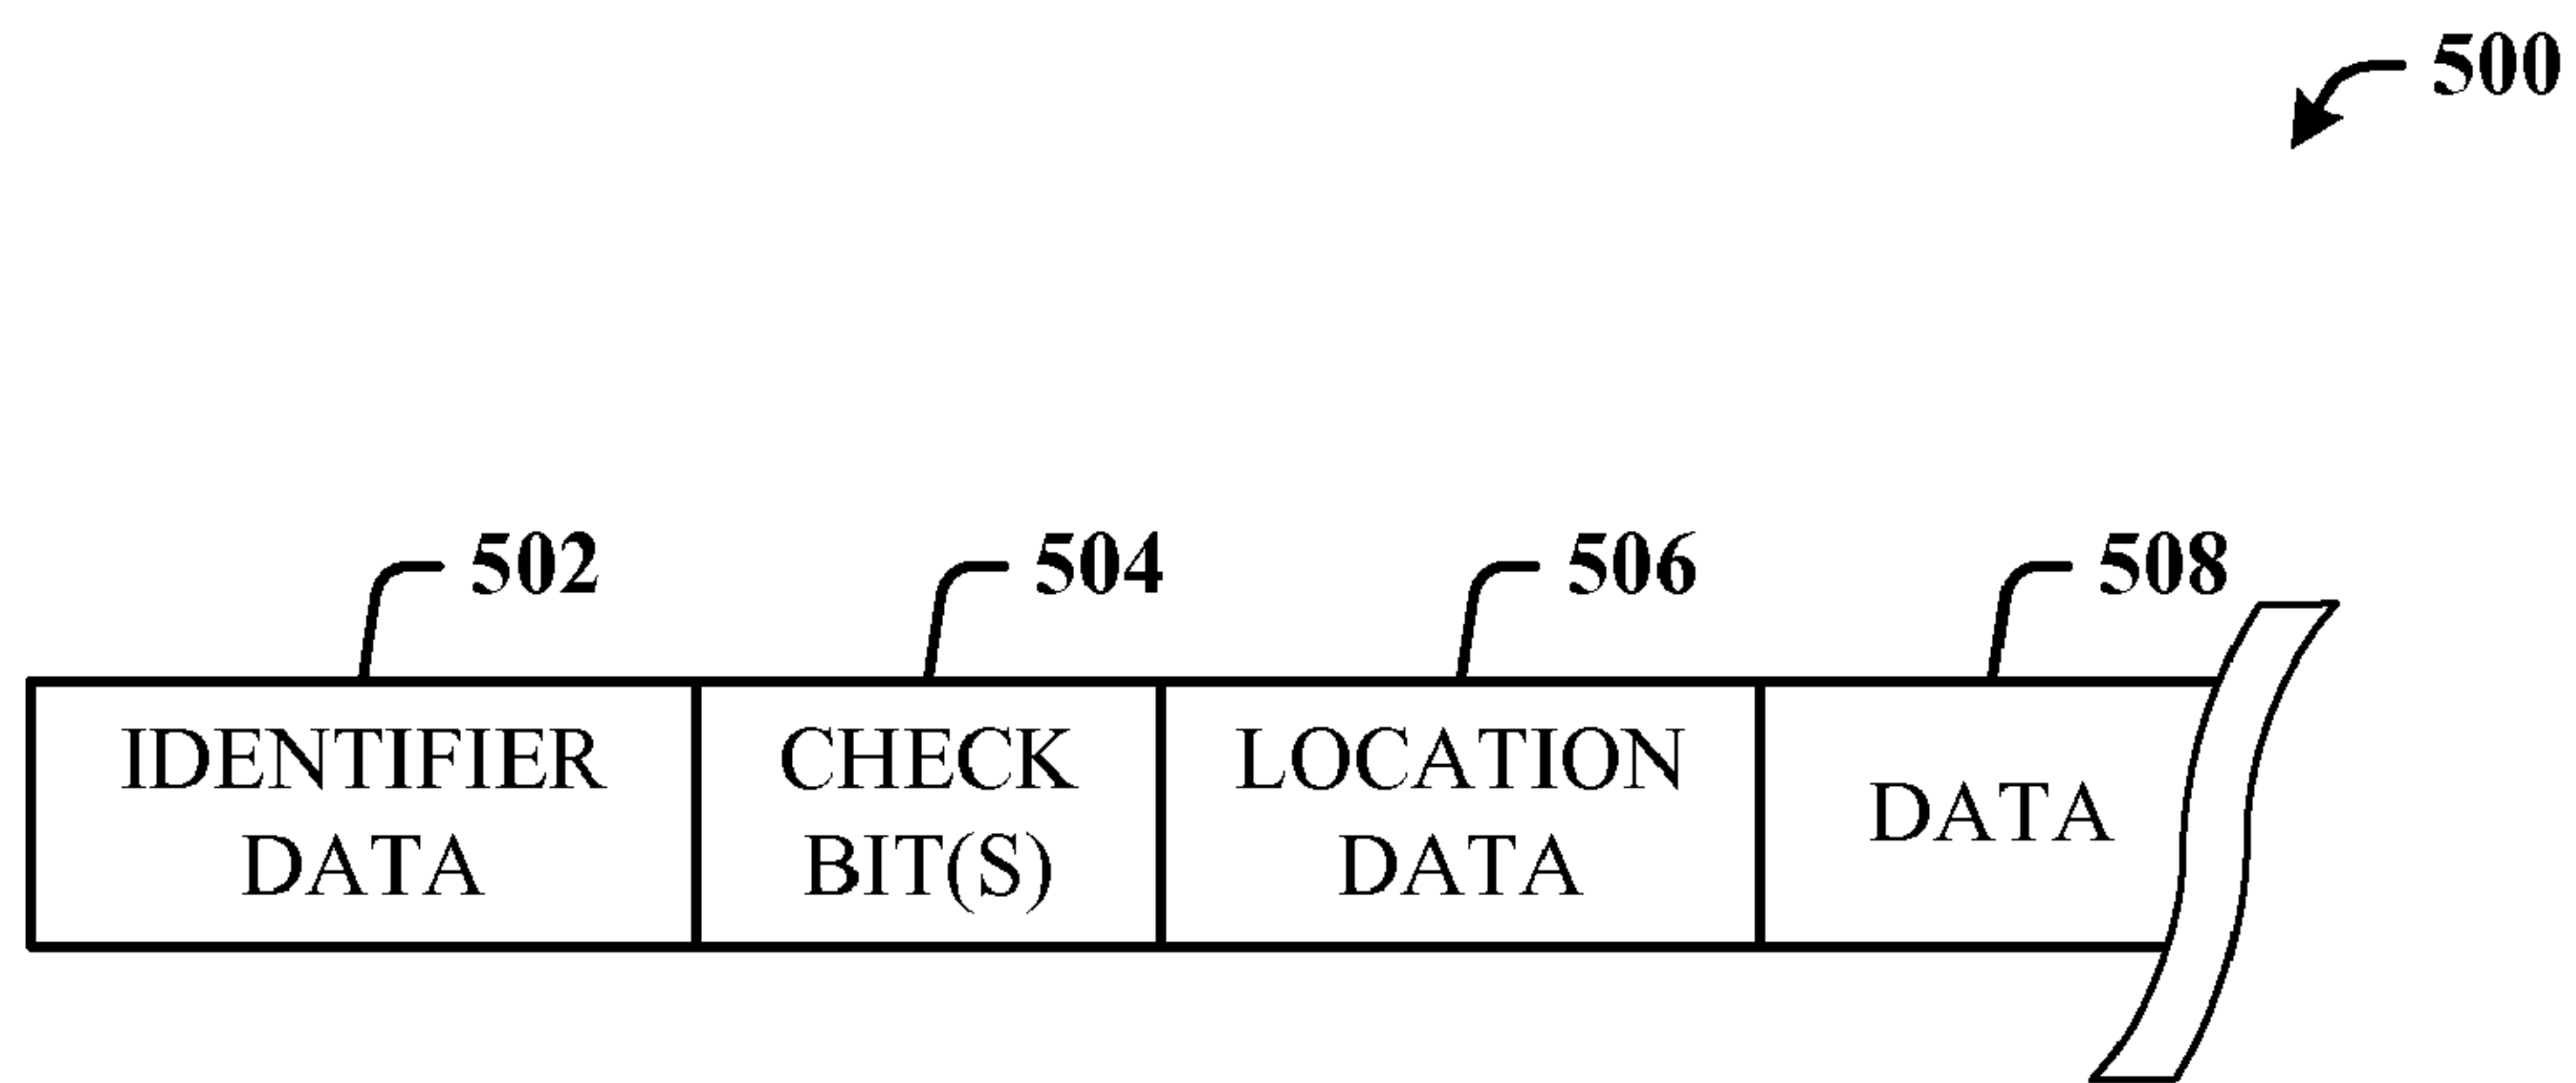 500
502 504 506 508
IDENTIFIER DATA
CHECK BIT(S)
LOCATION DATA
DATA